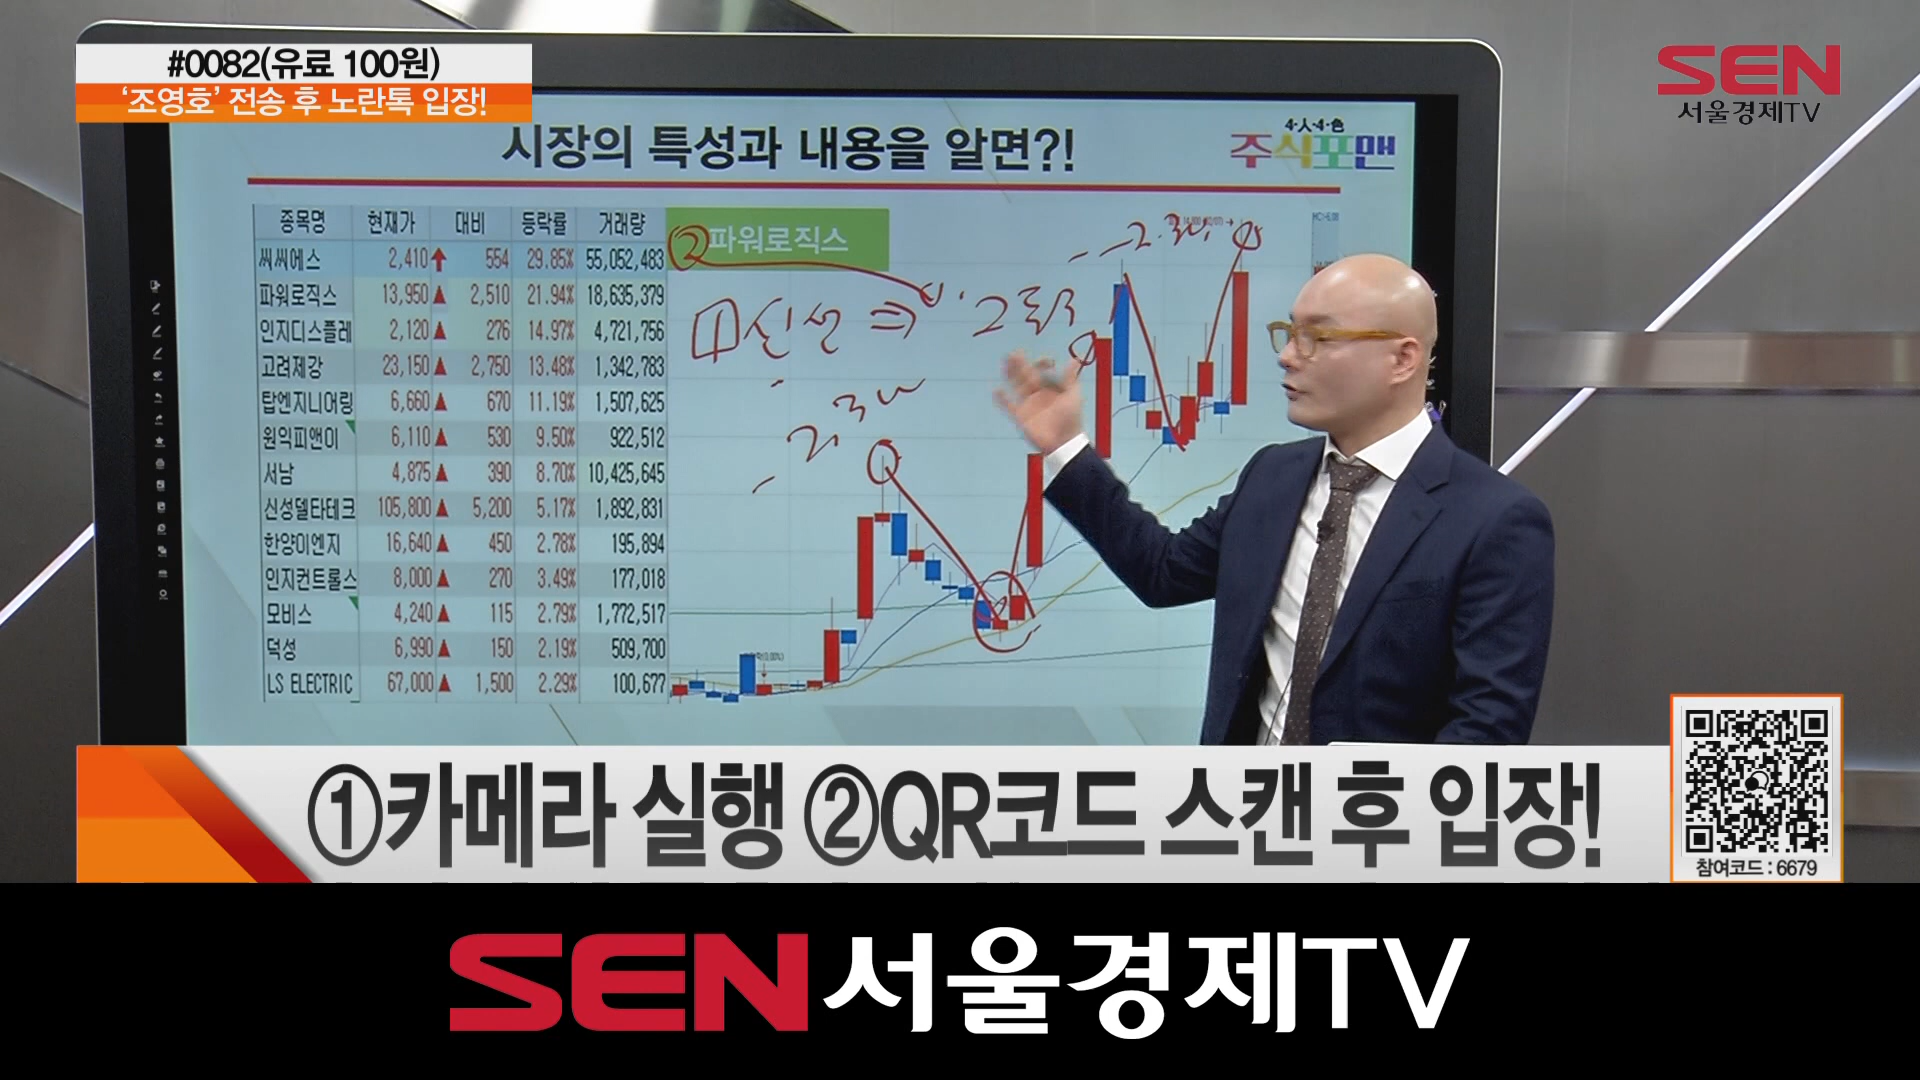 #0082(유료 100원)
‘조영호’ 전송 후 노란톡 입장!
SEN
서울경제TV
시장의 특성과 내용을 알면?!
4·人·4·色
주식포맨
종목명 현재가 대비 등락률 거래량
씨씨에스 2,410 554 29.85% 55,052,483
파워로직스 13,950 ▲ 2,510 21.94% 18,635,379
인지디스플레 2,120 ▲ 276 14.97% 4,721,756
고려제강 23,150 ▲ 2,750 13.48% 1,342,783
탑엔지니어링 6,660 ▲ 670 11.19% 1,507,625
원익피앤이 6,110 ▲ 530 9.50% 922,512
서남 4,875 ▲ 390 8.70% 10,425,645
신성델타테크 105,800 ▲ 5,200 5.17% 1,892,831
한양이엔지 16,640 ▲ 450 2.78% 195,894
인지컨트롤스 8,000 ▲ 270 3.49% 177,018
모비스 4,240 ▲ 115 2.79% 1,772,517
덕성 6,990 ▲ 150 2.19% 509,700
LS ELECTRIC 67,000 ▲ 1,500 2.29% 100,677
② 파워로직스
①카메라 실행 ②QR코드 스캔 후 입장!
참여코드 : 6679
SEN서울경제TV